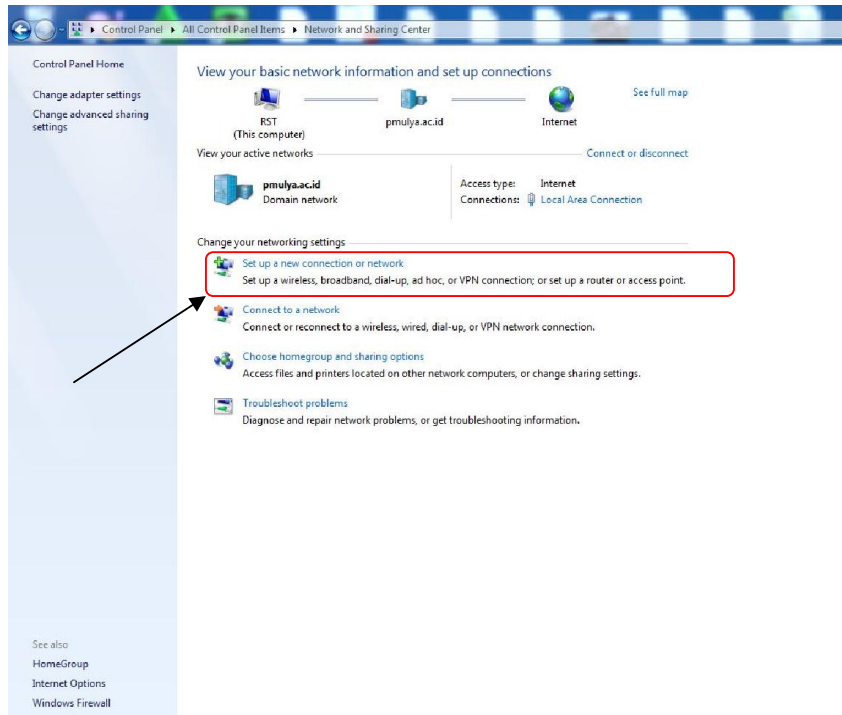 Control Panel ▸ All Control Panel Items ▸ Network and Sharing Center
Control Panel Home
Change adapter settings
Change advanced sharing
settings
View your basic network information and set up connections
See full map
RST
(This computer)
pmulya.ac.id
Internet
View your active networks
Connect or disconnect
pmulya.ac.id
Domain network
Access type: Internet
Connections: Local Area Connection
Change your networking settings
Set up a new connection or network
Set up a wireless, broadband, dial-up, ad hoc, or VPN connection; or set up a router or access point.
Connect to a network
Connect or reconnect to a wireless, wired, dial-up, or VPN network connection.
Choose homegroup and sharing options
Access files and printers located on other network computers, or change sharing settings.
Troubleshoot problems
Diagnose and repair network problems, or get troubleshooting information.
See also
HomeGroup
Internet Options
Windows Firewall